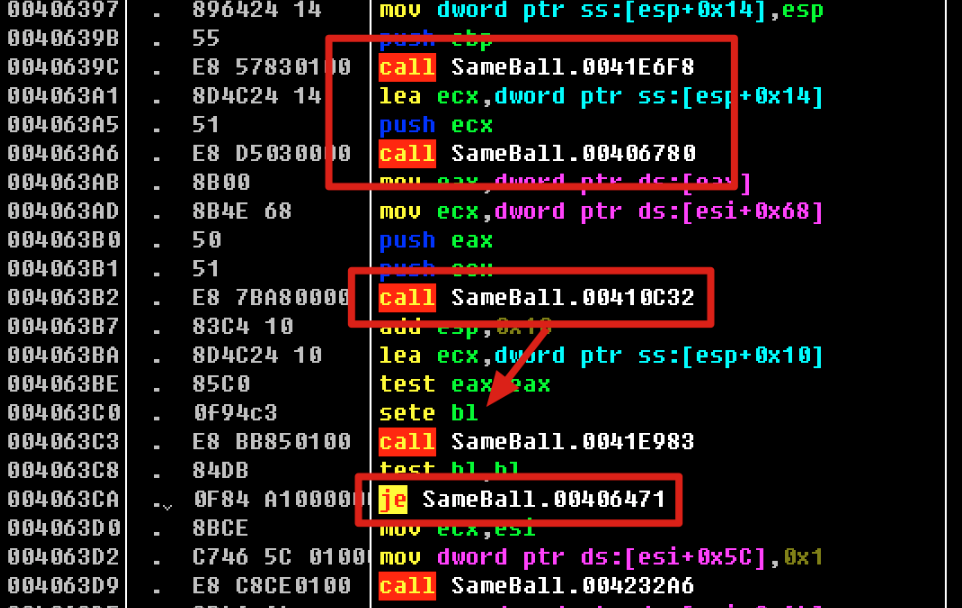 00406397 . 896424 14 mov dword ptr ss:[esp+0x14],esp
0040639B . 55 push ebp
0040639C . E8 57830100 call SameBall.0041E6F8
004063A1 . 8D4C24 14 lea ecx,dword ptr ss:[esp+0x14]
004063A5 . 51 push ecx
004063A6 . E8 D5030000 call SameBall.00406780
004063AB . 8B00 mov eax,dword ptr ds:[eax]
004063AD . 8B4E 68 mov ecx,dword ptr ds:[esi+0x68]
004063B0 . 50 push eax
004063B1 . 51 push ecx
004063B2 . E8 7BA80000 call SameBall.00410C32
004063B7 . 83C4 10 add esp,0x10
004063BA . 8D4C24 10 lea ecx,dword ptr ss:[esp+0x10]
004063BE . 85C0 test eax,eax
004063C0 . 0f94c3 sete bl
004063C3 . E8 BB850100 call SameBall.0041E983
004063C8 . 84DB test bl,bl
004063CA .v 0F84 A1000000 je SameBall.00406471
004063D0 . 8BCE mov ecx,esi
004063D2 . C746 5C 0100 mov dword ptr ds:[esi+0x5C],0x1
004063D9 . E8 C8CE0100 call SameBall.004232A6